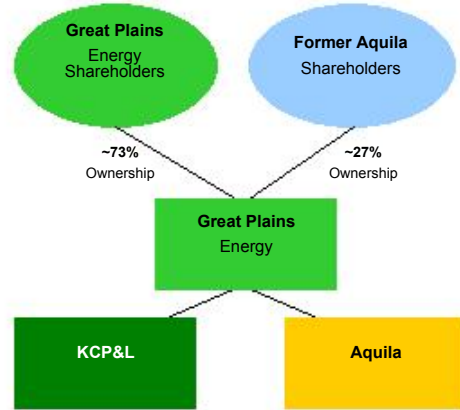 Great Plains
Energy
Shareholders
Former Aquila
Shareholders
~73%
Ownership
~27%
Ownership
Great Plains
Energy
KCP&L
Aquila